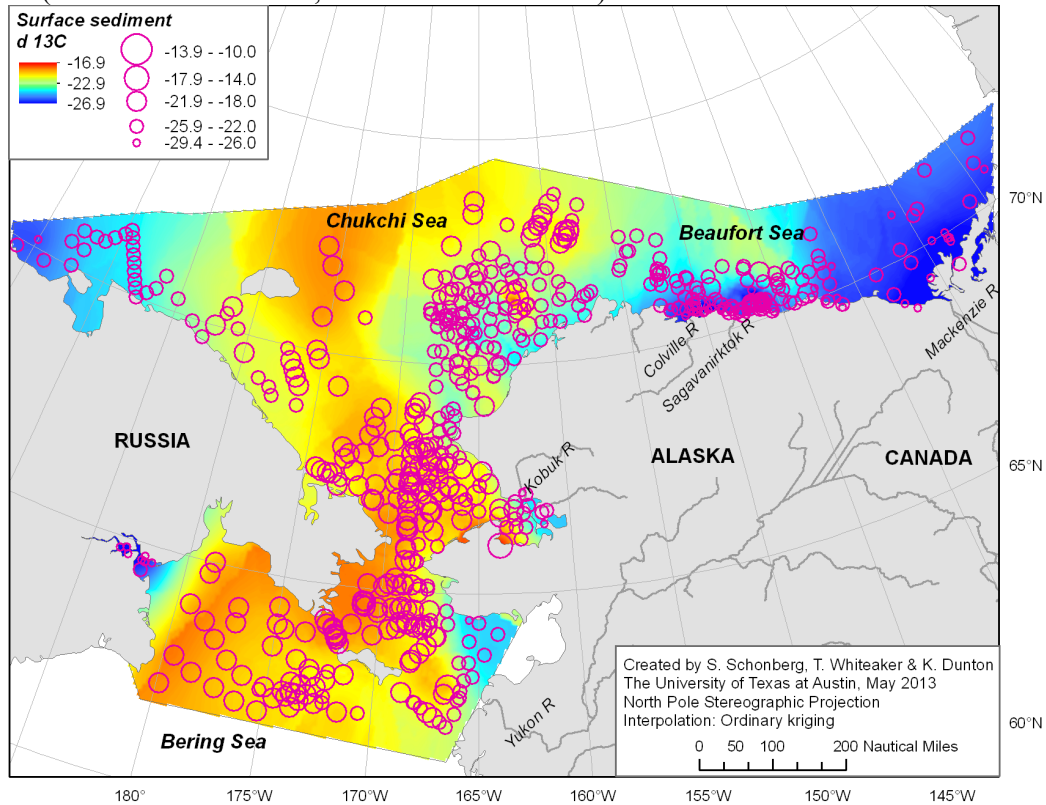 Surface sediment
d 13C
-16.9
-22.9
-26.9
-13.9 - -10.0
-17.9 - -14.0
-21.9 - -18.0
-25.9 - -22.0
-29.4 - -26.0
Chukchi Sea
Beaufort Sea
70°N
Mackenzie R
Colville R
Sagavanirktok R
RUSSIA
Kobuk R
ALASKA
CANADA
65°N
Created by S. Schonberg, T. Whiteaker & K. Dunton
The University of Texas at Austin, May 2013
North Pole Stereographic Projection
Interpolation: Ordinary kriging
0 50 100 200 Nautical Miles
Yukon R
60°N
Bering Sea
180° 175°W 170°W 165°W 160°W 155°W 150°W 145°W